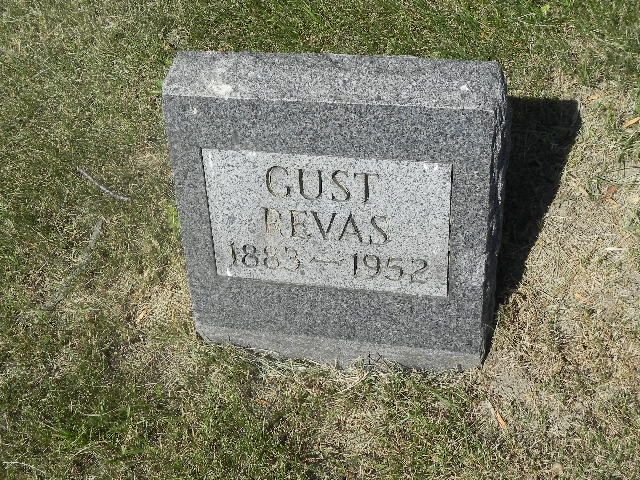 GUST
REVAS
1883 — 1952